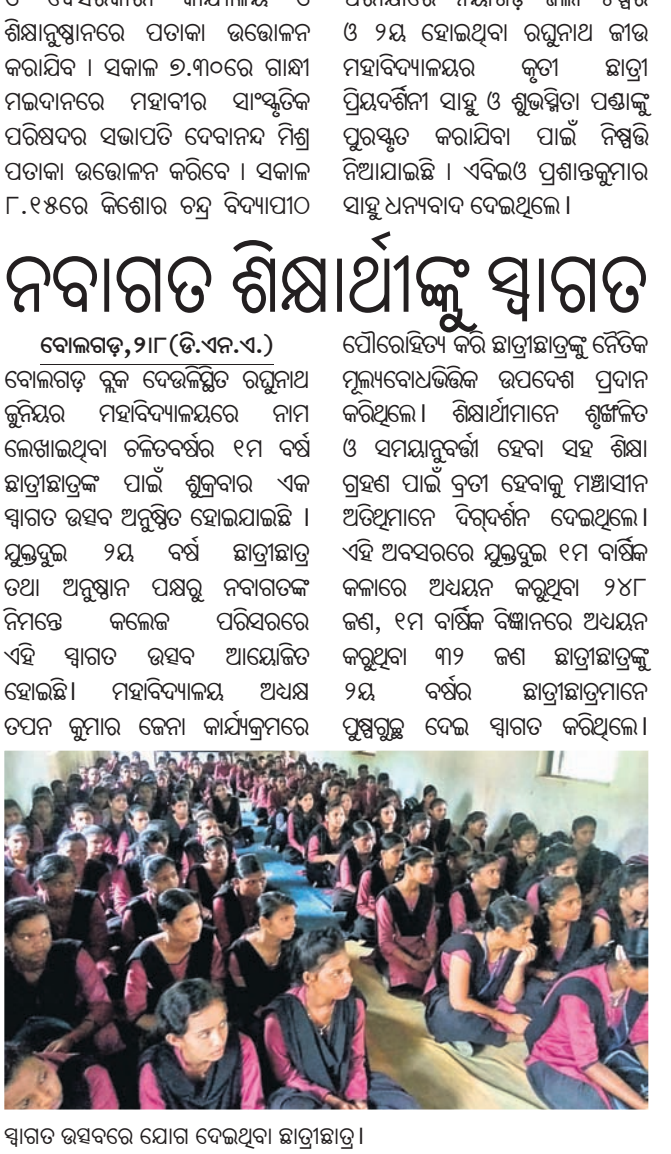 ଶିକ୍ଷାନୁଷ୍ଠାନରେ ପତାକା ଉତ୍ତୋଳନ
କରାଯିବ । ସକାଳ ୭.୩୦ରେ ଗାନ୍ଧୀ
ମଇଦାନରେ ମହାବୀର ସାଂସ୍କୃତିକ
ପରିଷଦର ସଭାପତି ଦେବାନନ୍ଦ ମିଶ୍ର
ପତାକା ଉତ୍ତୋଳନ କରିବେ । ସକାଳ
୮.୧୫ରେ କିଶୋର ଚନ୍ଦ୍ର ବିଦ୍ୟାପୀଠ
ଓ ୨ୟ ହୋଇଥିବା ରଘୁନାଥ ଜୀଉ
ମହାବିଦ୍ୟାଳୟର କୃତୀ ଛାତ୍ରୀ
ପ୍ରିୟଦର୍ଶିନୀ ସାହୁ ଓ ଶୁଭସ୍ମିତା ପଣ୍ଡାଙ୍କୁ
ପୁରସ୍କୃତ କରାଯିବା ପାଇଁ ନିଷ୍ପତ୍ତି
ନିଆଯାଇଛି । ଏବିଇଓ ପ୍ରଶାନ୍ତକୁମାର
ସାହୁ ଧନ୍ୟବାଦ ଦେଇଥିଲେ।
ନବାଗତ ଶିକ୍ଷାର୍ଥୀଙ୍କୁ ସ୍ୱାଗତ
ବୋଲଗଡ଼,୨।୮(ଡି.ଏନ.ଏ.)
ବୋଲଗଡ଼ ବ୍ଲକ ଦେଉଳିସ୍ଥିତ ରଘୁନାଥ
ଜୁନିୟର ମହାବିଦ୍ୟାଳୟରେ ନାମ
ଲେଖାଇଥିବା ଚଳିତବର୍ଷର ୧ମ ବର୍ଷ
ଛାତ୍ରୀଛାତ୍ରଙ୍କ ପାଇଁ ଶୁକ୍ରବାର ଏକ
ସ୍ୱାଗତ ଉତ୍ସବ ଅନୁଷ୍ଠିତ ହୋଇଯାଇଛି ।
ଯୁକ୍ତଦୁଇ ୨ୟ ବର୍ଷ ଛାତ୍ରୀଛାତ୍ର
ତଥା ଅନୁଷ୍ଠାନ ପକ୍ଷରୁ ନବାଗତଙ୍କ
ନିମନ୍ତେ କଲେଜ ପରିସରରେ
ଏହି ସ୍ୱାଗତ ଉତ୍ସବ ଆୟୋଜିତ
ହୋଇଛି। ମହାବିଦ୍ୟାଳୟ ଅଧ୍ୟକ୍ଷ
ତପନ କୁମାର ଜେନା କାର୍ଯ୍ୟକ୍ରମରେ
ପୌରୋହିତ୍ୟ କରି ଛାତ୍ରୀଛାତ୍ରଙ୍କୁ ନୈତିକ
ମୂଲ୍ୟବୋଧଭିତ୍ତିକ ଉପଦେଶ ପ୍ରଦାନ
କରିଥିଲେ। ଶିକ୍ଷାର୍ଥୀମାନେ ଶୃଙ୍ଖଳିତ
ଓ ସମୟାନୁବର୍ତ୍ତୀ ହେବା ସହ ଶିକ୍ଷା
ଗ୍ରହଣ ପାଇଁ ବ୍ରତୀ ହେବାକୁ ମଞ୍ଚାସୀନ
ଅତିଥିମାନେ ଦିଗ୍‌ଦର୍ଶନ ଦେଇଥିଲେ।
ଏହି ଅବସରରେ ଯୁକ୍ତଦୁଇ ୧ମ ବାର୍ଷିକ
କଳାରେ ଅଧ୍ୟୟନ କରୁଥିବା ୨୪୮
ଜଣ, ୧ମ ବାର୍ଷିକ ବିଜ୍ଞାନରେ ଅଧ୍ୟୟନ
କରୁଥିବା ୩୨ ଜଣ ଛାତ୍ରୀଛାତ୍ରଙ୍କୁ
୨ୟ ବର୍ଷର ଛାତ୍ରୀଛାତ୍ରମାନେ
ପୁଷ୍ପଗୁଚ୍ଛ ଦେଇ ସ୍ୱାଗତ କରିଥିଲେ।
ସ୍ୱାଗତ ଉତ୍ସବରେ ଯୋଗ ଦେଇଥିବା ଛାତ୍ରୀଛାତ୍ର।